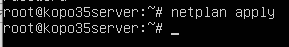 root@kopo35server:~# netplan apply
root@kopo35server:~# _